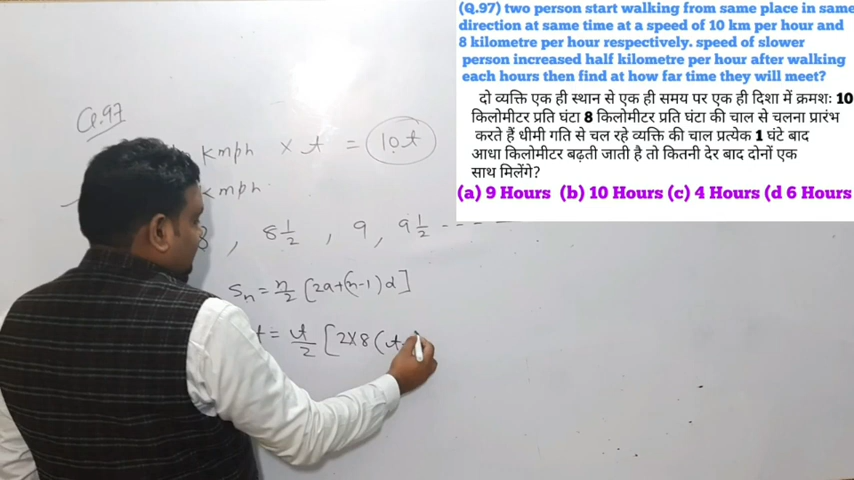 (Q.97) two person start walking from same place in same
direction at same time at a speed of 10 km per hour and
8 kilometre per hour respectively. speed of slower
person increased half kilometre per hour after walking
each hours then find at how far time they will meet?
दो व्यक्ति एक ही स्थान से एक ही समय पर एक ही दिशा में क्रमशः 10
किलोमीटर प्रति घंटा 8 किलोमीटर प्रति घंटा की चाल से चलना प्रारंभ
करते हैं धीमी गति से चल रहे व्यक्ति की चाल प्रत्येक 1 घंटे बाद
आधा किलोमीटर बढ़ती जाती है तो कितनी देर बाद दोनों एक
साथ मिलेंगे?
(a) 9 Hours (b) 10 Hours (c) 4 Hours (d 6 Hours
Q.97
kmph × t = 10t
kmph
8, 8 1/2, 9, 9 1/2 -----
Sn = n/2 [2a+(n-1)d]
t = t/2 [2×8(t-